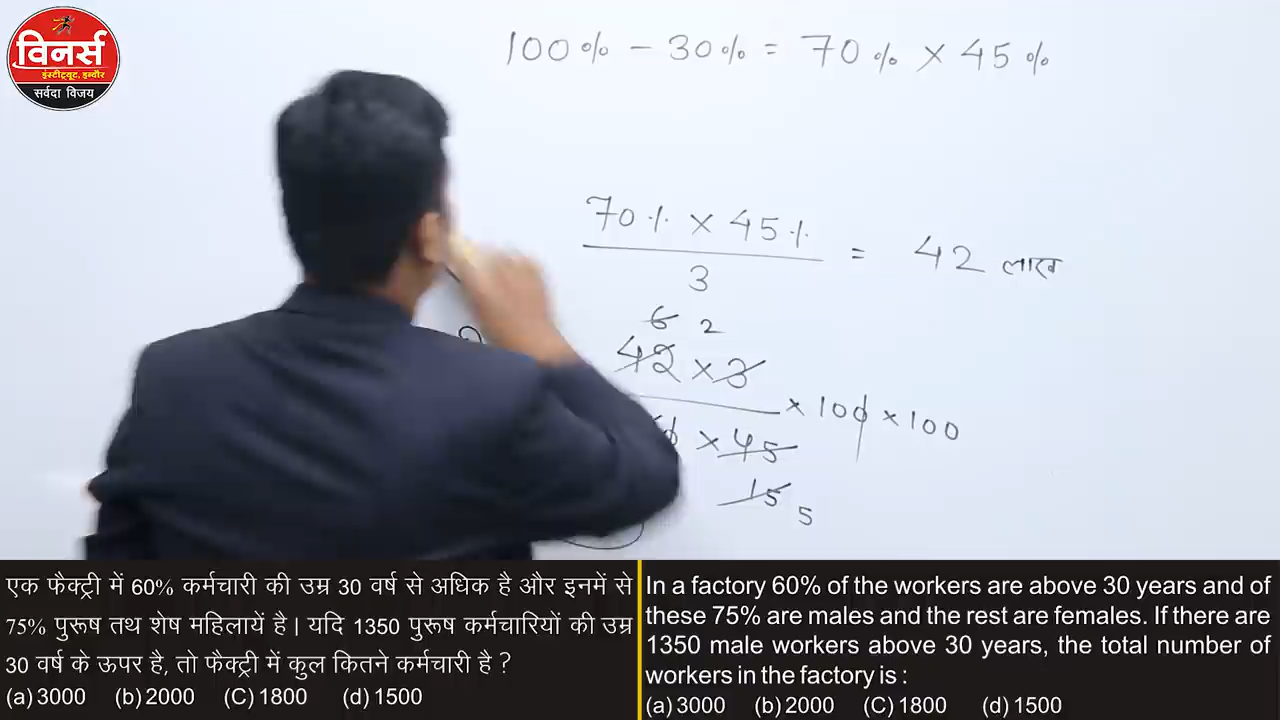 विनर्स
इंस्टीट्यूट, इन्दौर
सर्वदा विजय
100% - 30% = 70% × 45%
70% × 45%
3
= 42 लाख
6 2
42 × 3
× 100 × 100
× 45
15 5
एक फैक्ट्री में 60% कर्मचारी की उम्र 30 वर्ष से अधिक है और इनमें से
75% पुरूष तथ शेष महिलायें है। यदि 1350 पुरूष कर्मचारियों की उम्र
30 वर्ष के ऊपर है, तो फैक्ट्री में कुल कितने कर्मचारी है ?
(a) 3000 (b) 2000 (C) 1800 (d) 1500
In a factory 60% of the workers are above 30 years and of
these 75% are males and the rest are females. If there are
1350 male workers above 30 years, the total number of
workers in the factory is :
(a) 3000 (b) 2000 (C) 1800 (d) 1500